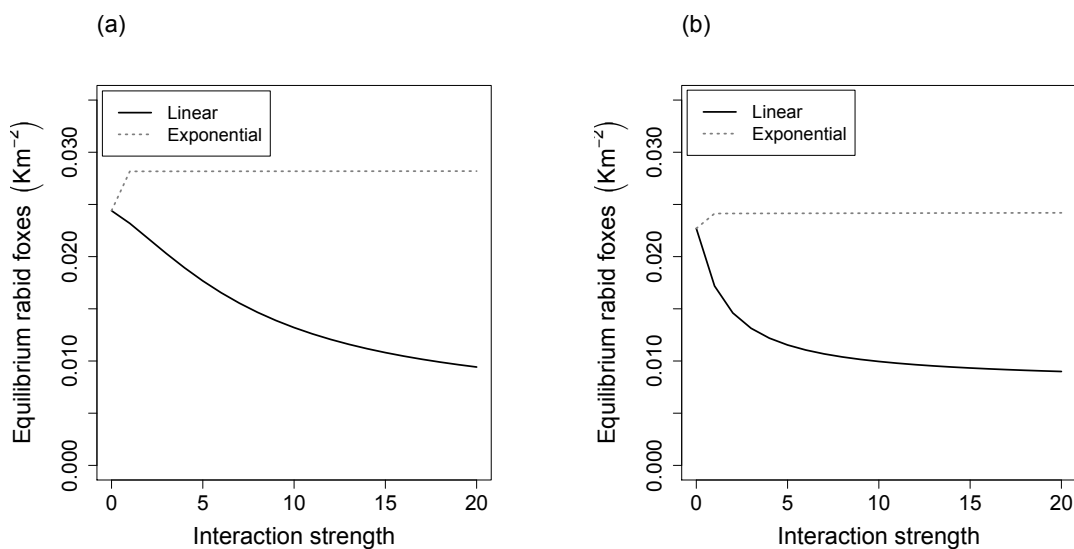 (a)
Linear
Exponential
Equilibrium rabid foxes (Km⁻²)
0.000
0.010
0.020
0.030
0
5
10
15
20
Interaction strength
(b)
Linear
Exponential
Equilibrium rabid foxes (Km⁻²)
0.000
0.010
0.020
0.030
0
5
10
15
20
Interaction strength